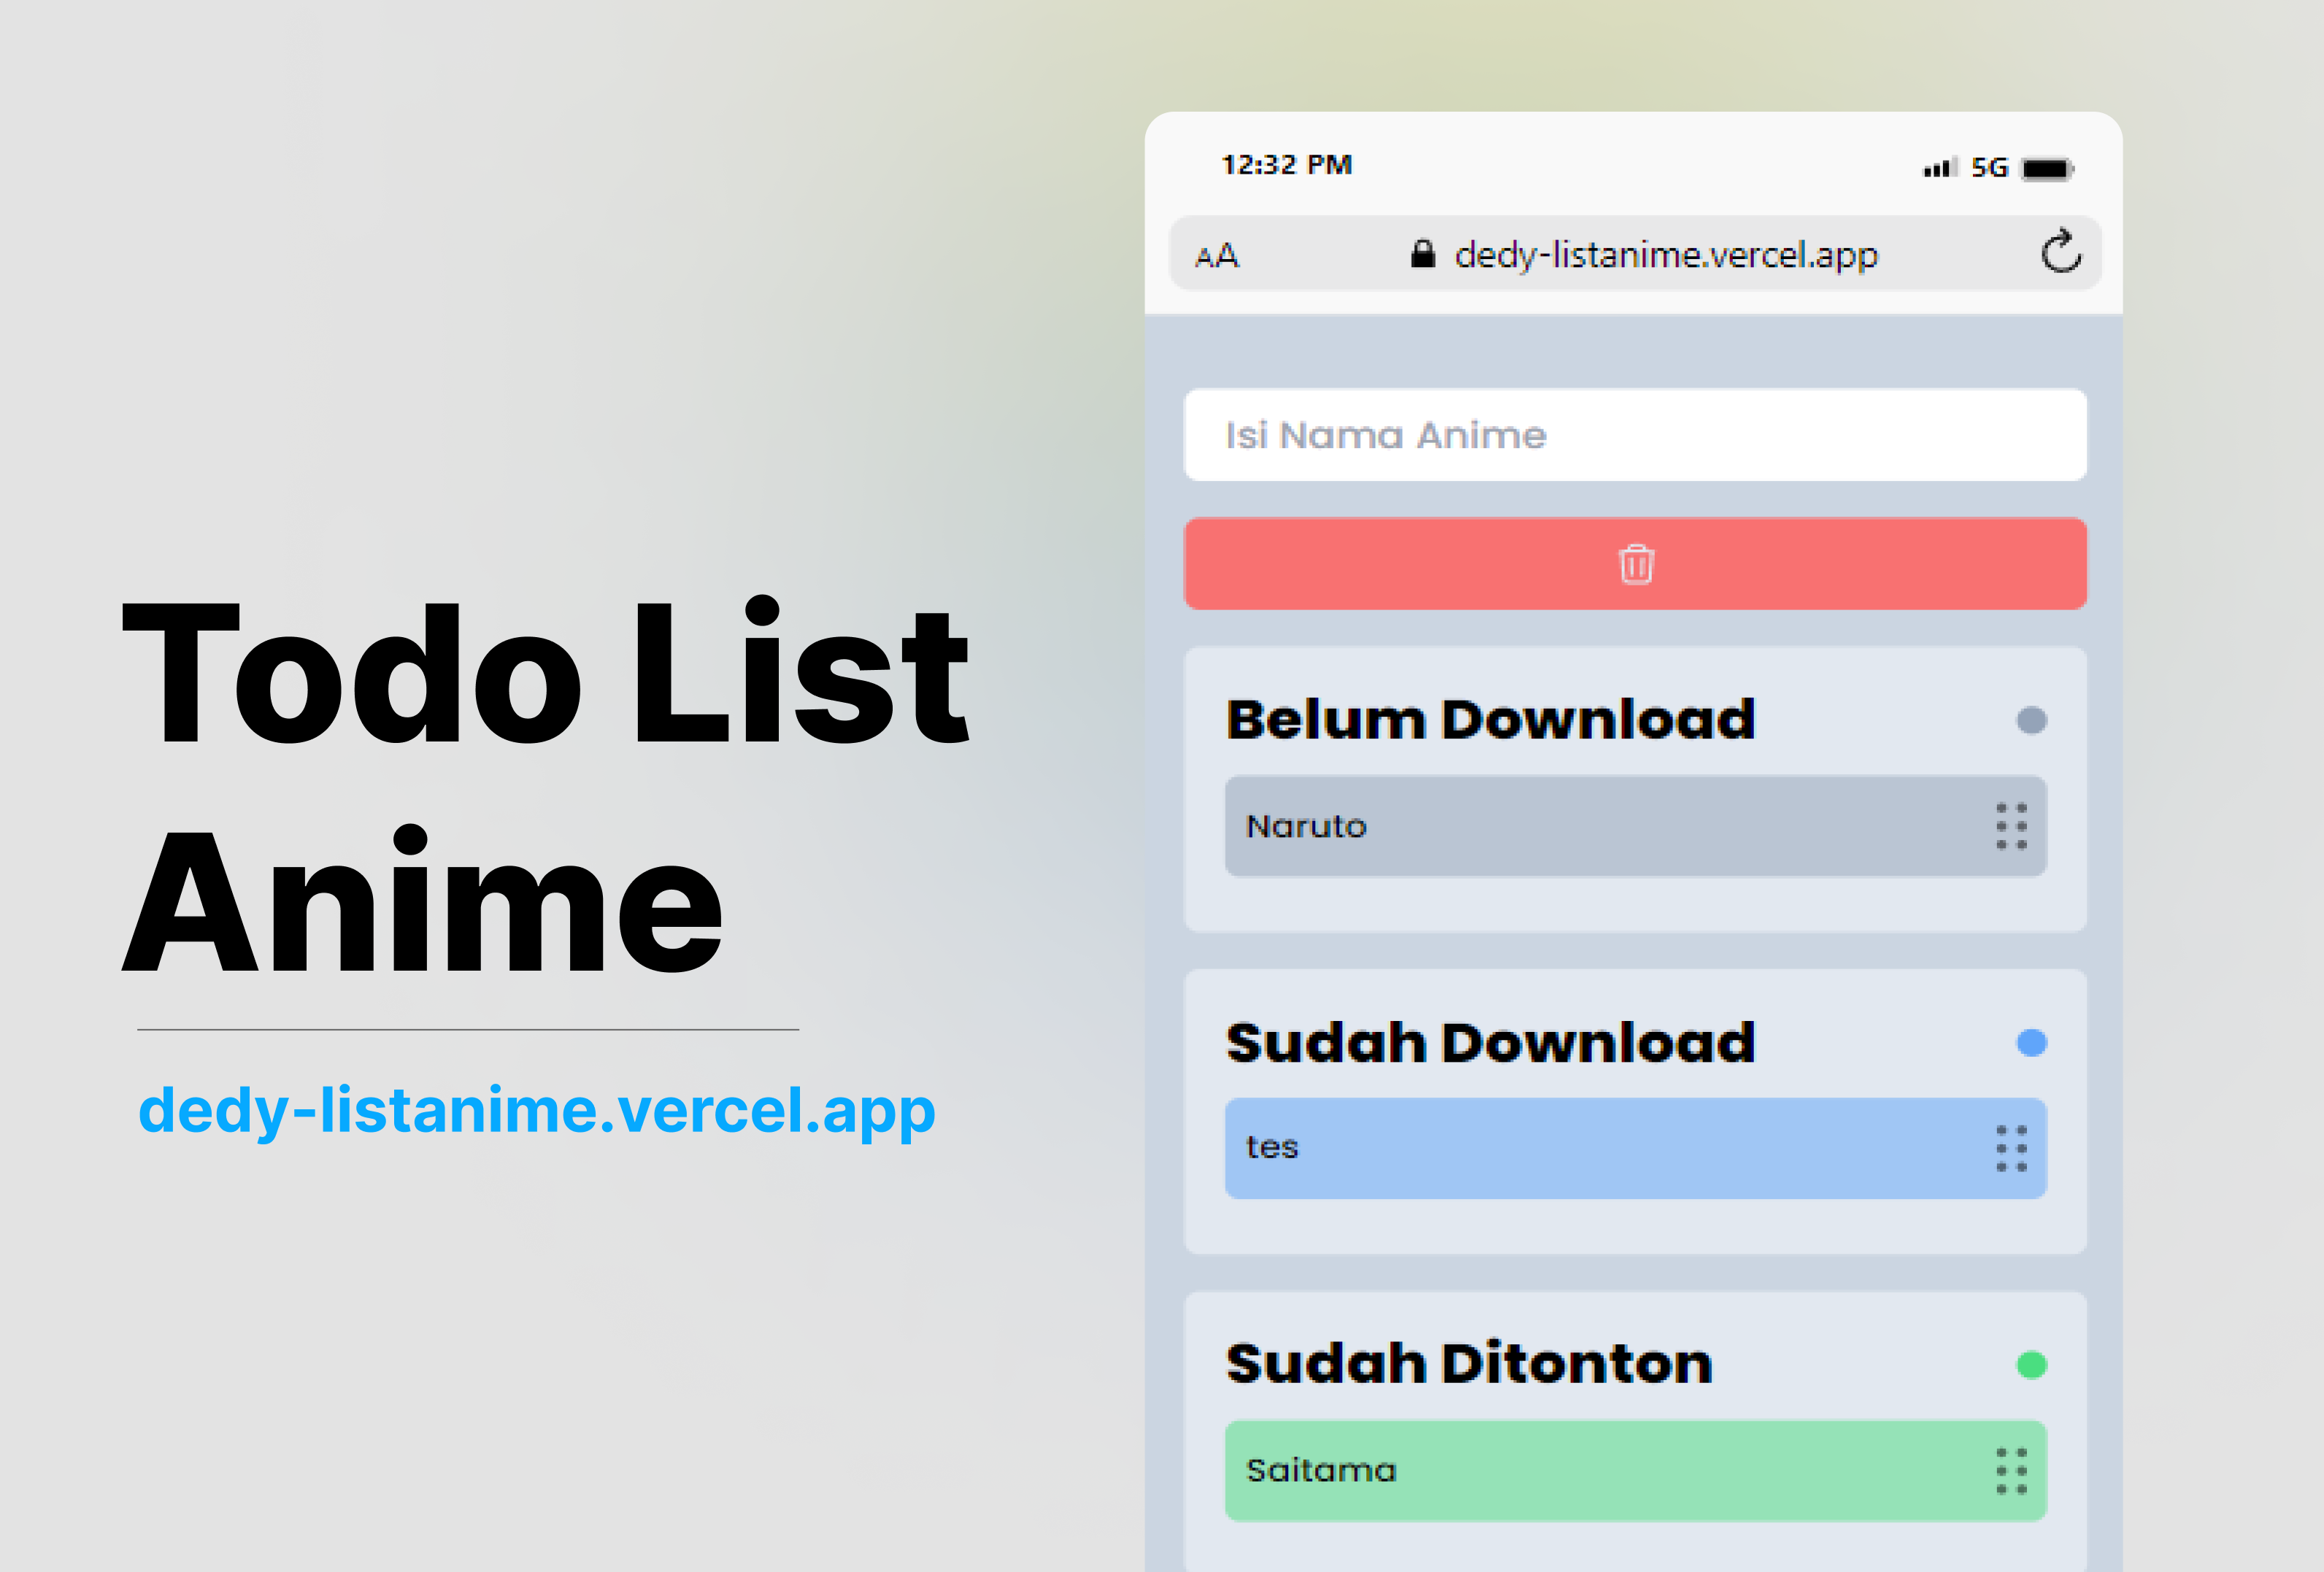 Todo List
Anime
dedy-listanime.vercel.app
12:32 PM
5G
AA
dedy-listanime.vercel.app
Isi Nama Anime
Belum Download
Naruto
Sudah Download
tes
Sudah Ditonton
Saitama